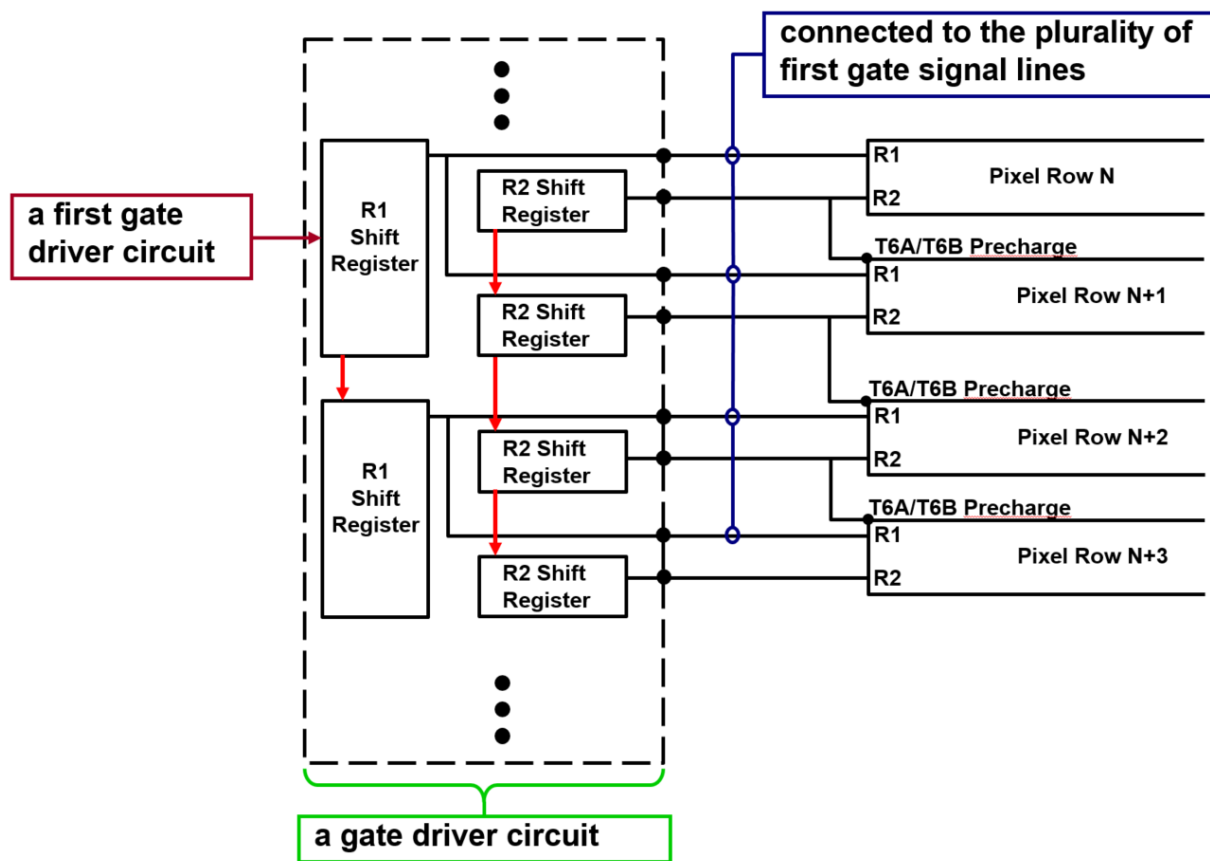 connected to the plurality of
first gate signal lines
a first gate
driver circuit
R1
Shift
Register
R2 Shift
Register
R1
R2
Pixel Row N
T6A/T6B Precharge
R2 Shift
Register
R1
R2
Pixel Row N+1
T6A/T6B Precharge
R1
Shift
Register
R2 Shift
Register
R1
R2
Pixel Row N+2
T6A/T6B Precharge
R2 Shift
Register
R1
R2
Pixel Row N+3
a gate driver circuit